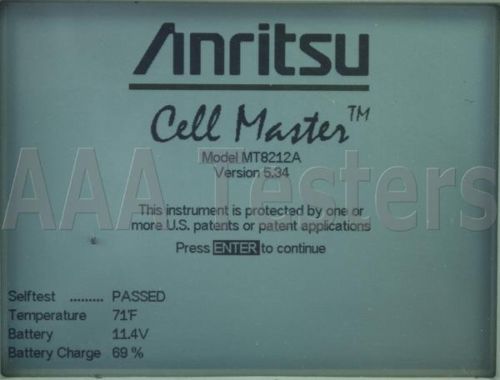 Anritsu
Cell Master™
Model MT8212A
Version 5.34
AAA Testers
This instrument is protected by one or
more U.S. patents or patent applications
Press ENTER to continue
Selftest ......... PASSED
Temperature 71°F
Battery 11.4V
Battery Charge 69 %